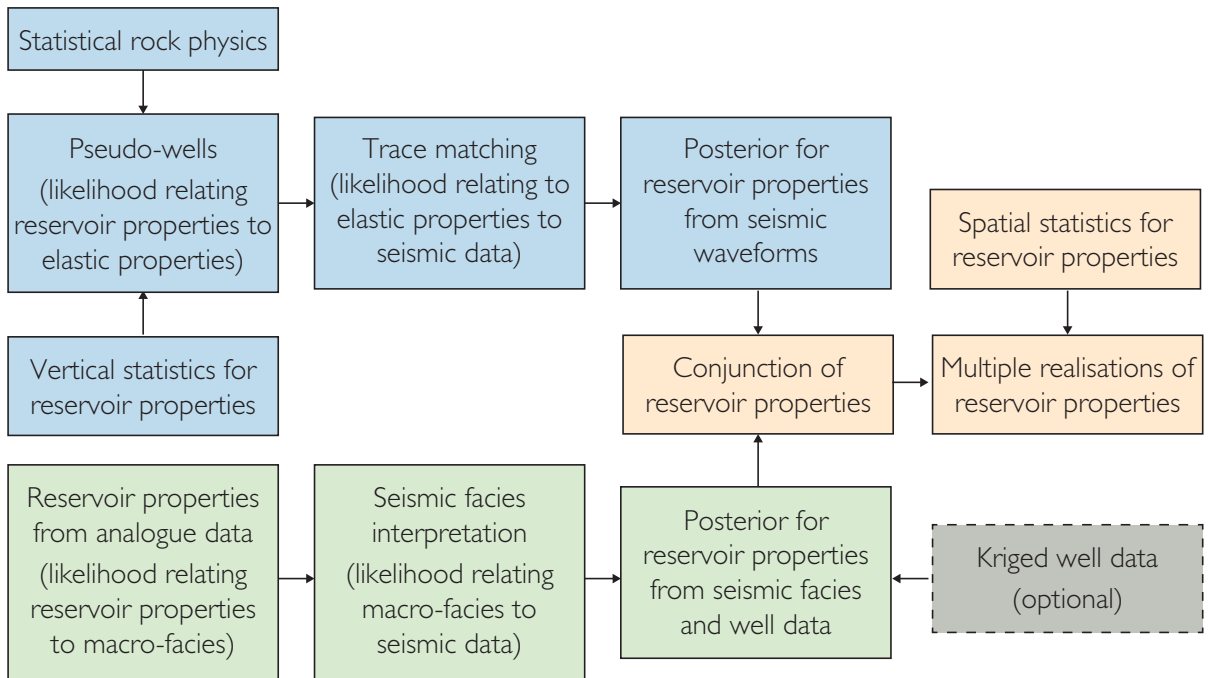 Statistical rock physics
Pseudo-wells
(likelihood relating
reservoir properties to
elastic properties)
Trace matching
(likelihood relating to
elastic properties to
seismic data)
Posterior for
reservoir properties
from seismic
waveforms
Spatial statistics for
reservoir properties
Vertical statistics for
reservoir properties
Conjunction of
reservoir properties
Multiple realisations of
reservoir properties
Reservoir properties
from analogue data
(likelihood relating
reservoir properties
to macro-facies)
Seismic facies
interpretation
(likelihood relating
macro-facies to
seismic data)
Posterior for
reservoir properties
from seismic facies
and well data
Kriged well data
(optional)